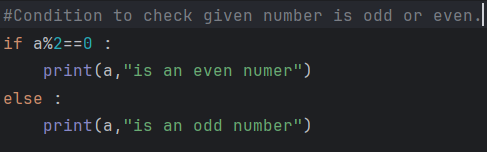 #Condition to check given number is odd or even.
if a%2==0 :
    print(a,"is an even numer")
else :
    print(a,"is an odd number")